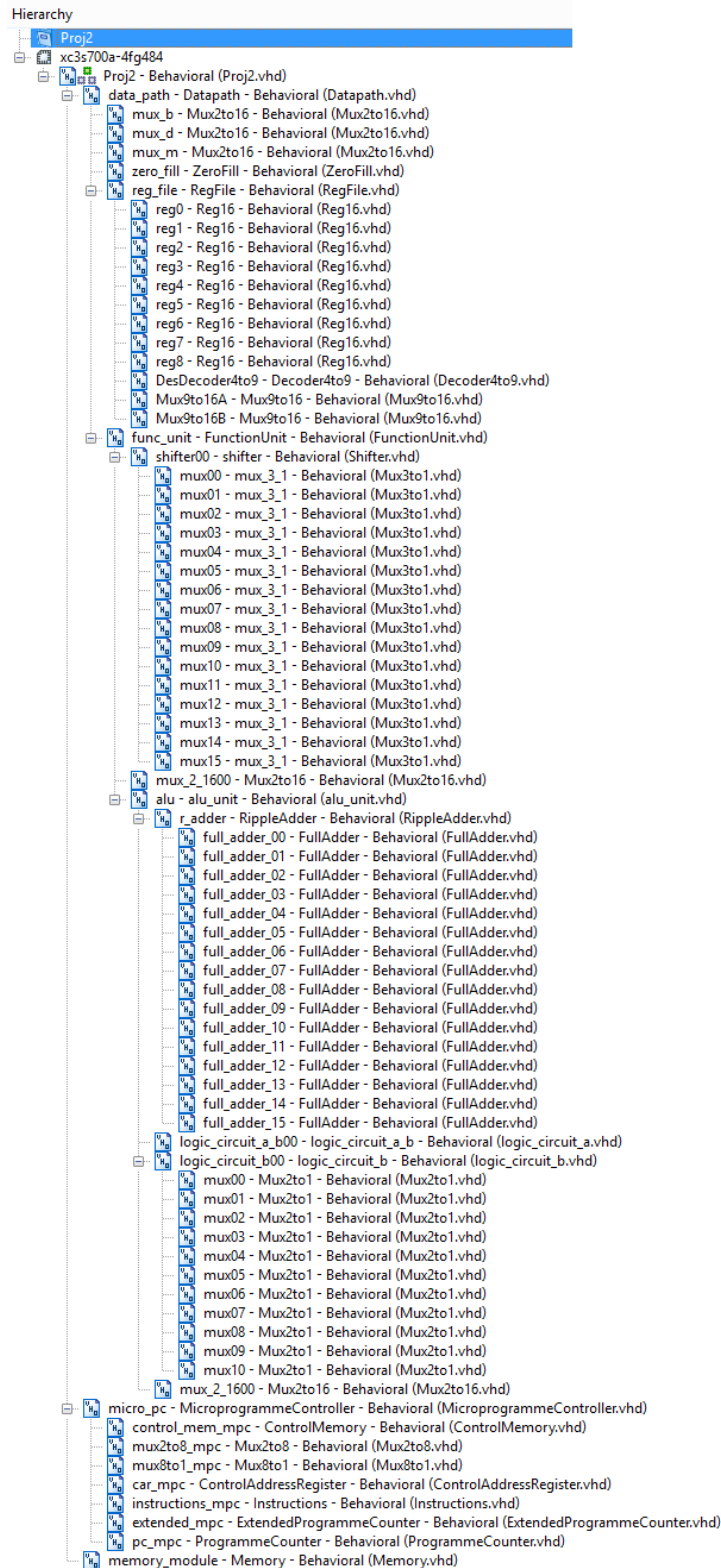 Hierarchy
Proj2
xc3s700a-4fg484
Proj2 - Behavioral (Proj2.vhd)
data_path - Datapath - Behavioral (Datapath.vhd)
mux_b - Mux2to16 - Behavioral (Mux2to16.vhd)
mux_d - Mux2to16 - Behavioral (Mux2to16.vhd)
mux_m - Mux2to16 - Behavioral (Mux2to16.vhd)
zero_fill - ZeroFill - Behavioral (ZeroFill.vhd)
reg_file - RegFile - Behavioral (RegFile.vhd)
reg0 - Reg16 - Behavioral (Reg16.vhd)
reg1 - Reg16 - Behavioral (Reg16.vhd)
reg2 - Reg16 - Behavioral (Reg16.vhd)
reg3 - Reg16 - Behavioral (Reg16.vhd)
reg4 - Reg16 - Behavioral (Reg16.vhd)
reg5 - Reg16 - Behavioral (Reg16.vhd)
reg6 - Reg16 - Behavioral (Reg16.vhd)
reg7 - Reg16 - Behavioral (Reg16.vhd)
reg8 - Reg16 - Behavioral (Reg16.vhd)
DesDecoder4to9 - Decoder4to9 - Behavioral (Decoder4to9.vhd)
Mux9to16A - Mux9to16 - Behavioral (Mux9to16.vhd)
Mux9to16B - Mux9to16 - Behavioral (Mux9to16.vhd)
func_unit - FunctionUnit - Behavioral (FunctionUnit.vhd)
shifter00 - shifter - Behavioral (Shifter.vhd)
mux00 - mux_3_1 - Behavioral (Mux3to1.vhd)
mux01 - mux_3_1 - Behavioral (Mux3to1.vhd)
mux02 - mux_3_1 - Behavioral (Mux3to1.vhd)
mux03 - mux_3_1 - Behavioral (Mux3to1.vhd)
mux04 - mux_3_1 - Behavioral (Mux3to1.vhd)
mux05 - mux_3_1 - Behavioral (Mux3to1.vhd)
mux06 - mux_3_1 - Behavioral (Mux3to1.vhd)
mux07 - mux_3_1 - Behavioral (Mux3to1.vhd)
mux08 - mux_3_1 - Behavioral (Mux3to1.vhd)
mux09 - mux_3_1 - Behavioral (Mux3to1.vhd)
mux10 - mux_3_1 - Behavioral (Mux3to1.vhd)
mux11 - mux_3_1 - Behavioral (Mux3to1.vhd)
mux12 - mux_3_1 - Behavioral (Mux3to1.vhd)
mux13 - mux_3_1 - Behavioral (Mux3to1.vhd)
mux14 - mux_3_1 - Behavioral (Mux3to1.vhd)
mux15 - mux_3_1 - Behavioral (Mux3to1.vhd)
mux_2_1600 - Mux2to16 - Behavioral (Mux2to16.vhd)
alu - alu_unit - Behavioral (alu_unit.vhd)
r_adder - RippleAdder - Behavioral (RippleAdder.vhd)
full_adder_00 - FullAdder - Behavioral (FullAdder.vhd)
full_adder_01 - FullAdder - Behavioral (FullAdder.vhd)
full_adder_02 - FullAdder - Behavioral (FullAdder.vhd)
full_adder_03 - FullAdder - Behavioral (FullAdder.vhd)
full_adder_04 - FullAdder - Behavioral (FullAdder.vhd)
full_adder_05 - FullAdder - Behavioral (FullAdder.vhd)
full_adder_06 - FullAdder - Behavioral (FullAdder.vhd)
full_adder_07 - FullAdder - Behavioral (FullAdder.vhd)
full_adder_08 - FullAdder - Behavioral (FullAdder.vhd)
full_adder_09 - FullAdder - Behavioral (FullAdder.vhd)
full_adder_10 - FullAdder - Behavioral (FullAdder.vhd)
full_adder_11 - FullAdder - Behavioral (FullAdder.vhd)
full_adder_12 - FullAdder - Behavioral (FullAdder.vhd)
full_adder_13 - FullAdder - Behavioral (FullAdder.vhd)
full_adder_14 - FullAdder - Behavioral (FullAdder.vhd)
full_adder_15 - FullAdder - Behavioral (FullAdder.vhd)
logic_circuit_a_b00 - logic_circuit_a_b - Behavioral (logic_circuit_a.vhd)
logic_circuit_b00 - logic_circuit_b - Behavioral (logic_circuit_b.vhd)
mux00 - Mux2to1 - Behavioral (Mux2to1.vhd)
mux01 - Mux2to1 - Behavioral (Mux2to1.vhd)
mux02 - Mux2to1 - Behavioral (Mux2to1.vhd)
mux03 - Mux2to1 - Behavioral (Mux2to1.vhd)
mux04 - Mux2to1 - Behavioral (Mux2to1.vhd)
mux05 - Mux2to1 - Behavioral (Mux2to1.vhd)
mux06 - Mux2to1 - Behavioral (Mux2to1.vhd)
mux07 - Mux2to1 - Behavioral (Mux2to1.vhd)
mux08 - Mux2to1 - Behavioral (Mux2to1.vhd)
mux09 - Mux2to1 - Behavioral (Mux2to1.vhd)
mux10 - Mux2to1 - Behavioral (Mux2to1.vhd)
mux_2_1600 - Mux2to16 - Behavioral (Mux2to16.vhd)
micro_pc - MicroprogrammeController - Behavioral (MicroprogrammeController.vhd)
control_mem_mpc - ControlMemory - Behavioral (ControlMemory.vhd)
mux2to8_mpc - Mux2to8 - Behavioral (Mux2to8.vhd)
mux8to1_mpc - Mux8to1 - Behavioral (Mux8to1.vhd)
car_mpc - ControlAddressRegister - Behavioral (ControlAddressRegister.vhd)
instructions_mpc - Instructions - Behavioral (Instructions.vhd)
extended_mpc - ExtendedProgrammeCounter - Behavioral (ExtendedProgrammeCounter.vhd)
pc_mpc - ProgrammeCounter - Behavioral (ProgrammeCounter.vhd)
memory_module - Memory - Behavioral (Memory.vhd)